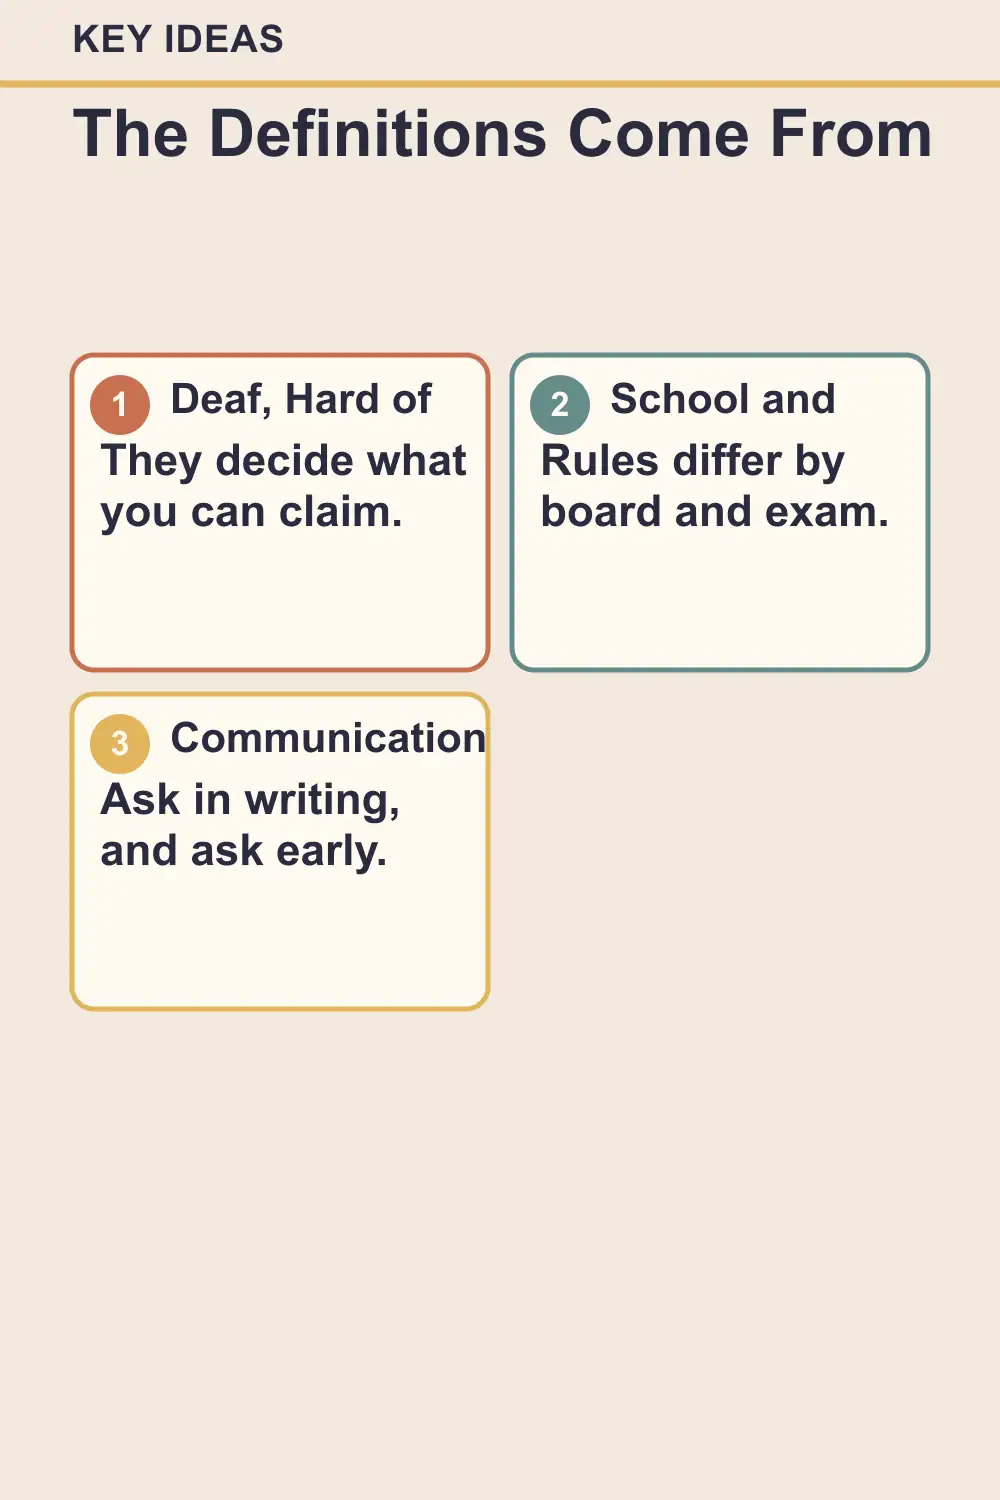 KEY IDEAS
The Definitions Come From
1 Deaf, Hard of
They decide what
you can claim.
2 School and
Rules differ by
board and exam.
3 Communication
Ask in writing,
and ask early.